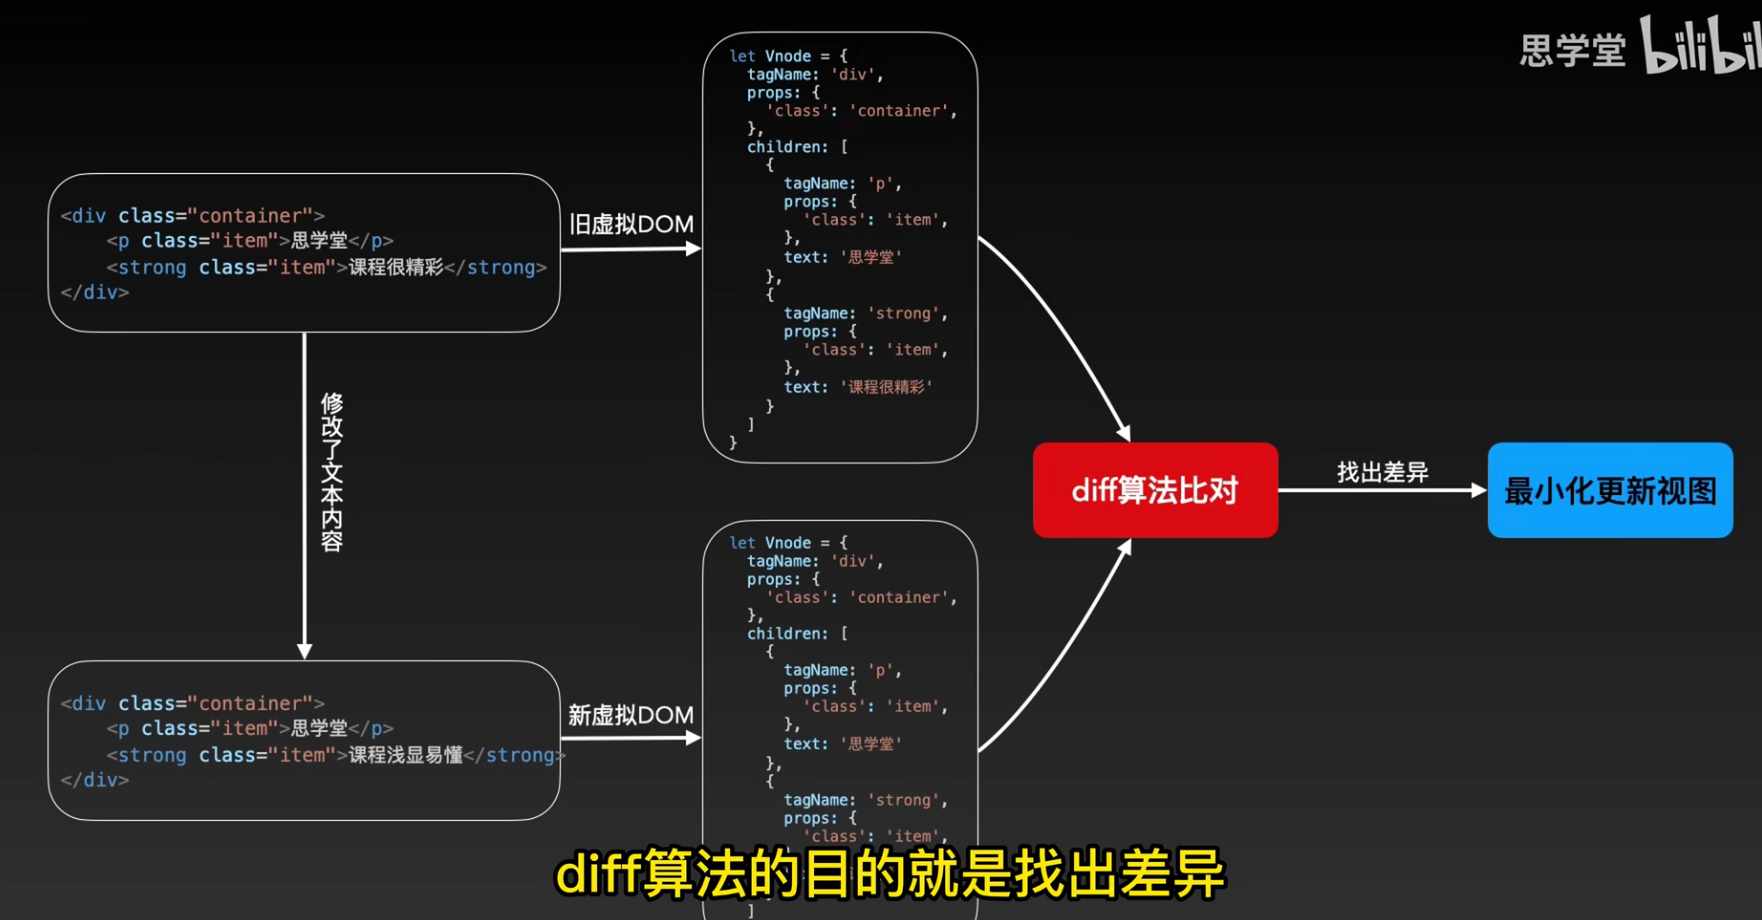 思学堂 bilibil
<div class="container">
<p class="item">思学堂</p>
<strong class="item">课程很精彩</strong>
</div>
旧虚拟DOM
let Vnode = {
tagName: 'div',
props: {
'class': 'container',
},
children: [
{
tagName: 'p',
props: {
'class': 'item',
},
text: '思学堂'
},
{
tagName: 'strong',
props: {
'class': 'item',
},
text: '课程很精彩'
}
]
}
修改了文本内容
diff算法比对
找出差异
最小化更新视图
<div class="container">
<p class="item">思学堂</p>
<strong class="item">课程浅显易懂</strong>
</div>
新虚拟DOM
let Vnode = {
tagName: 'div',
props: {
'class': 'container',
},
children: [
{
tagName: 'p',
props: {
'class': 'item',
},
text: '思学堂'
},
{
tagName: 'strong',
props: {
'class': 'item',
diff算法的目的就是找出差异
]